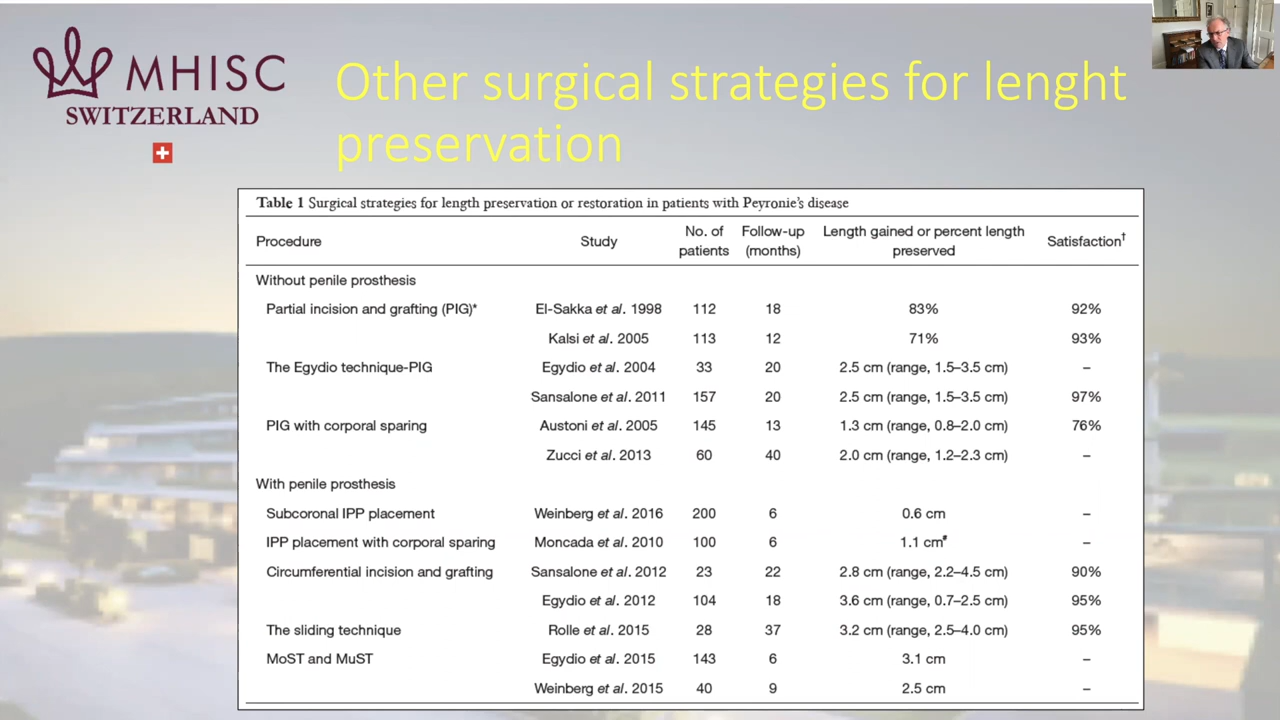 MHISC
SWITZERLAND
Other surgical strategies for lenght
preservation
Table 1 Surgical strategies for length preservation or restoration in patients with Peyronie's disease
Procedure Study No. of patients Follow-up (months) Length gained or percent length preserved Satisfaction†
Without penile prosthesis
Partial incision and grafting (PIG)* El-Sakka et al. 1998 112 18 83% 92%
Kalsi et al. 2005 113 12 71% 93%
The Egydio technique-PIG Egydio et al. 2004 33 20 2.5 cm (range, 1.5–3.5 cm) –
Sansalone et al. 2011 157 20 2.5 cm (range, 1.5–3.5 cm) 97%
PIG with corporal sparing Austoni et al. 2005 145 13 1.3 cm (range, 0.8–2.0 cm) 76%
Zucci et al. 2013 60 40 2.0 cm (range, 1.2–2.3 cm) –
With penile prosthesis
Subcoronal IPP placement Weinberg et al. 2016 200 6 0.6 cm –
IPP placement with corporal sparing Moncada et al. 2010 100 6 1.1 cm# –
Circumferential incision and grafting Sansalone et al. 2012 23 22 2.8 cm (range, 2.2–4.5 cm) 90%
Egydio et al. 2012 104 18 3.6 cm (range, 0.7–2.5 cm) 95%
The sliding technique Rolle et al. 2015 28 37 3.2 cm (range, 2.5–4.0 cm) 95%
MoST and MuST Egydio et al. 2015 143 6 3.1 cm –
Weinberg et al. 2015 40 9 2.5 cm –